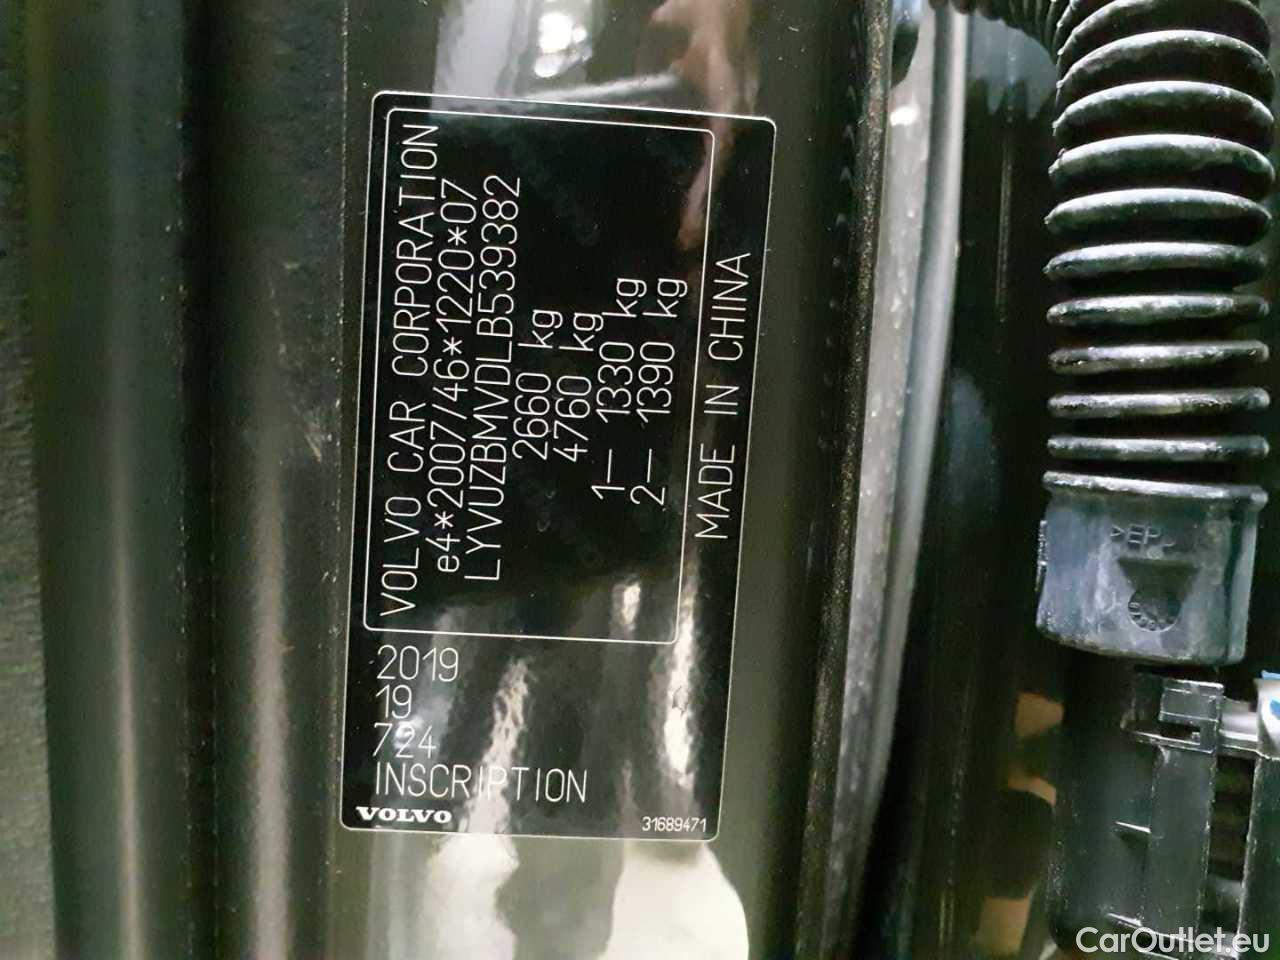 VOLVO CAR CORPORATION
e4*2007/46*1220*07
LYVUZBMVDLB539382
2660 kg
4760 kg
1— 1330 kg
2— 1390 kg
MADE IN CHINA
2019
19
724
INSCRIPTION
VOLVO
31689471
CarOutlet.eu